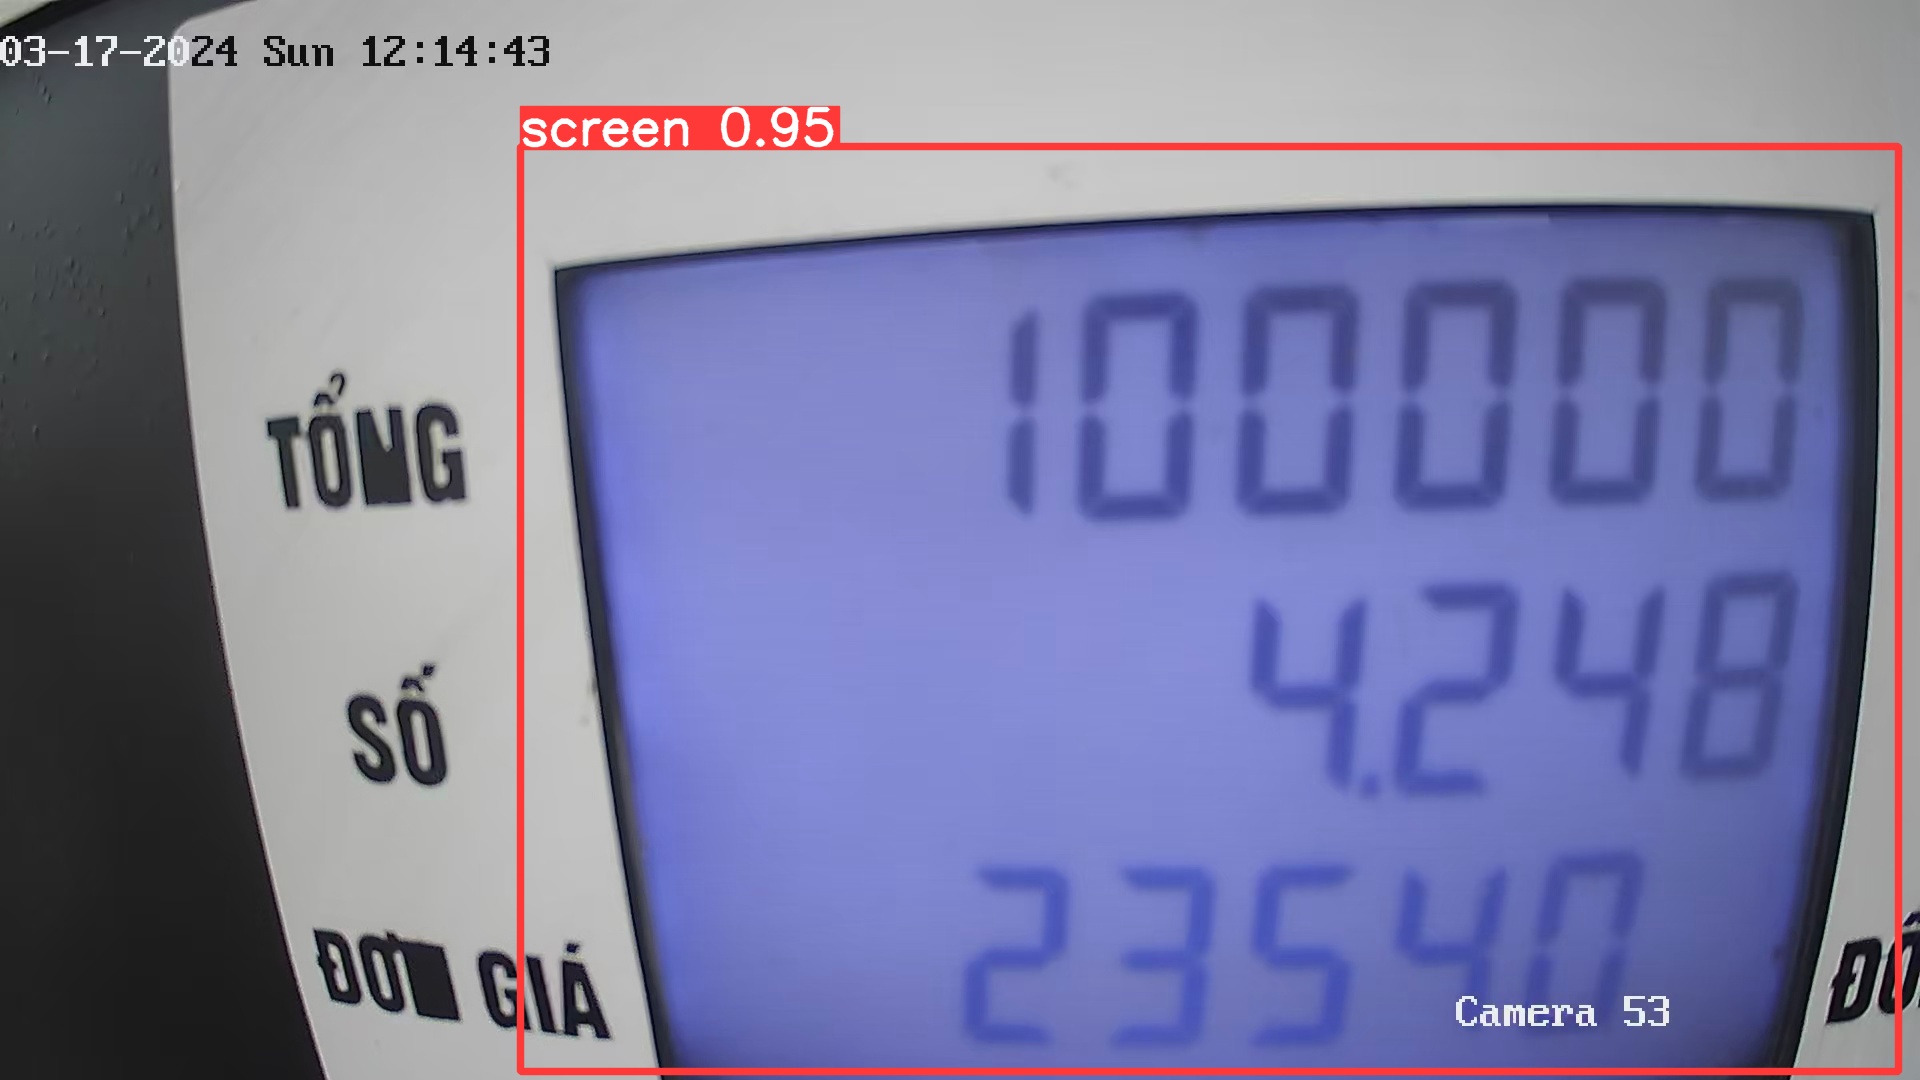 03-17-2024 Sun 12:14:43
screen 0.95
TỔNG 100000
SỐ 4.248
ĐƠN GIÁ 23540
Camera 53